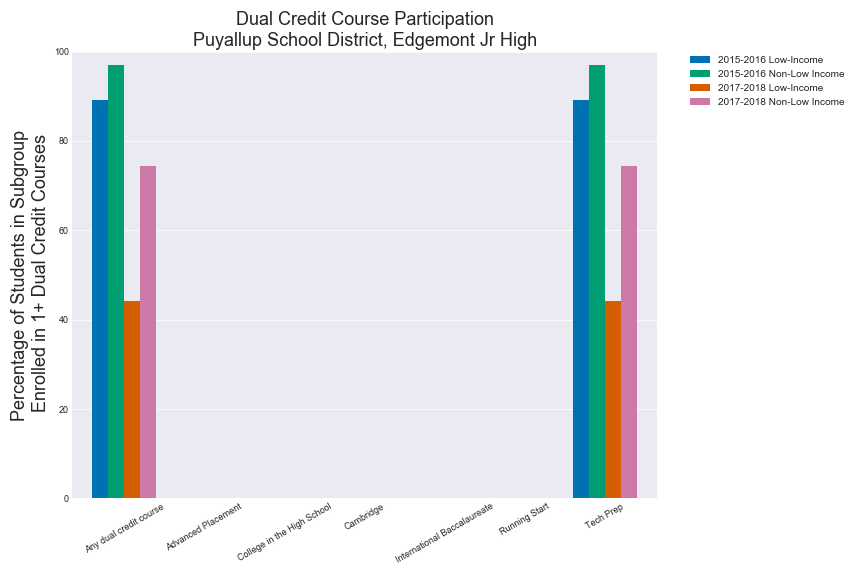 Dual Credit Course Participation
Puyallup School District, Edgemont Jr High
Percentage of Students in Subgroup
Enrolled in 1+ Dual Credit Courses
100
80
60
40
20
0
Any dual credit course
Advanced Placement
College in the High School
Cambridge
International Baccalaureate
Running Start
Tech Prep
2015-2016 Low-Income
2015-2016 Non-Low Income
2017-2018 Low-Income
2017-2018 Non-Low Income